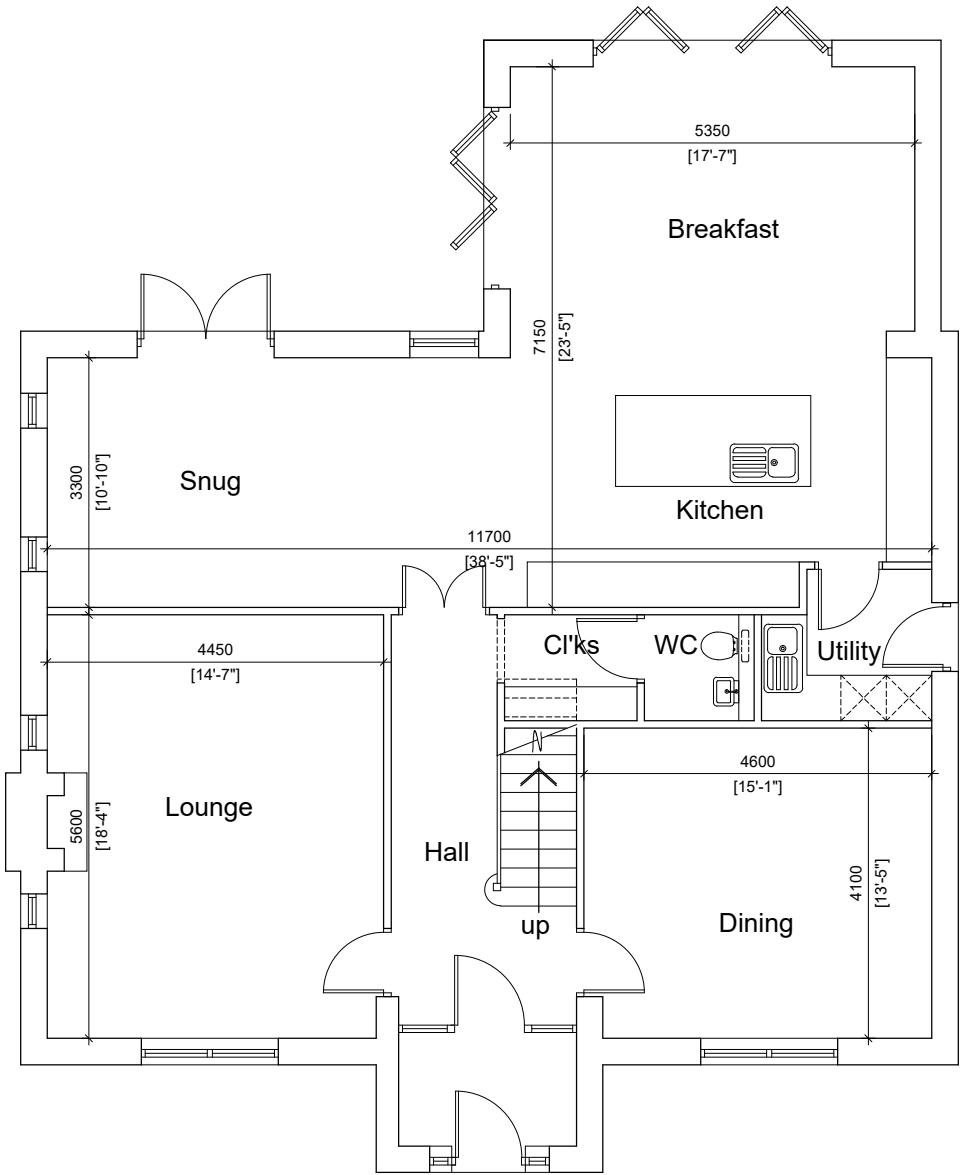 5350
[17'-7"]
Breakfast
7150
[23'-5"]
3300
[10'-10"]
Snug
Kitchen
11700
[38'-5"]
4450
[14'-7"]
Cl'ks
WC
Utility
4600
[15'-1"]
5600
[18'-4"]
Lounge
Hall
4100
[13'-5"]
Dining
N
up